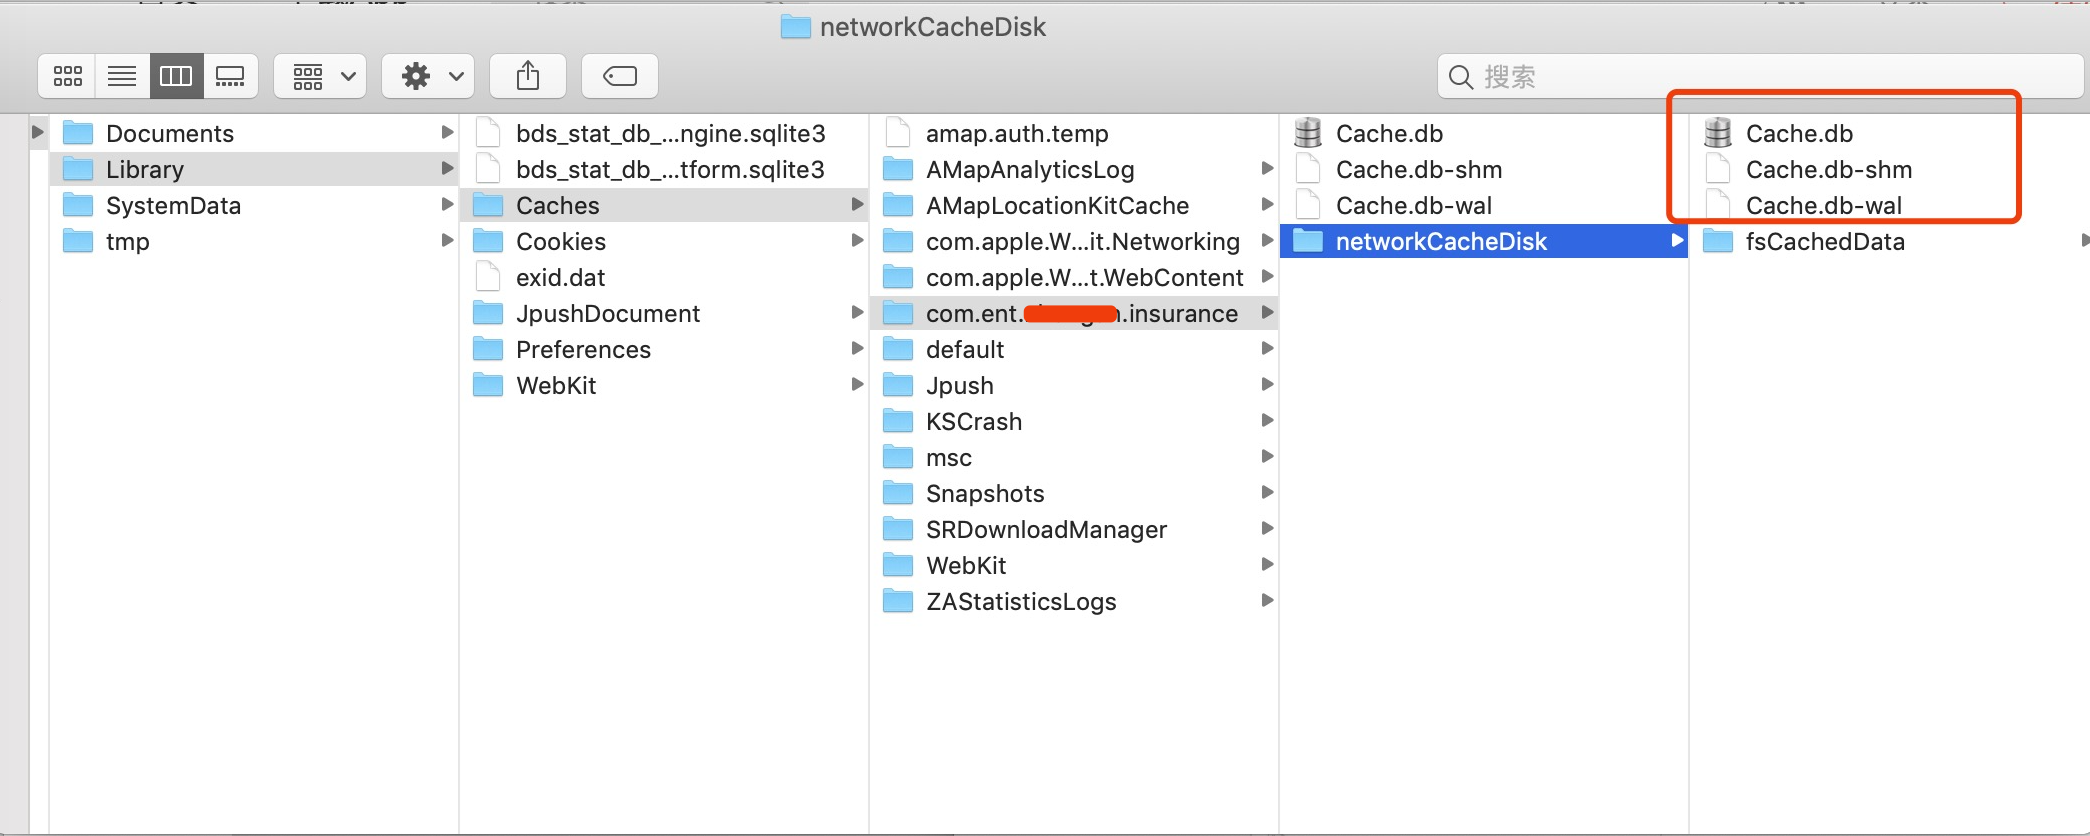 networkCacheDisk
搜索
Documents
Library
SystemData
tmp
bds_stat_db_...ngine.sqlite3
bds_stat_db_...tform.sqlite3
Caches
Cookies
exid.dat
JpushDocument
Preferences
WebKit
amap.auth.temp
AMapAnalyticsLog
AMapLocationKitCache
com.apple.W...it.Networking
com.apple.W...t.WebContent
com.ent. .insurance
default
Jpush
KSCrash
msc
Snapshots
SRDownloadManager
WebKit
ZAStatisticsLogs
Cache.db
Cache.db-shm
Cache.db-wal
networkCacheDisk
Cache.db
Cache.db-shm
Cache.db-wal
fsCachedData